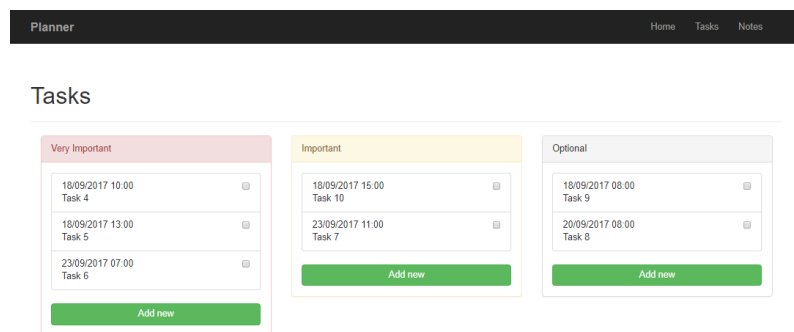 Planner
Home Tasks Notes
Tasks
Very Important
18/09/2017 10:00
Task 4
18/09/2017 13:00
Task 5
23/09/2017 07:00
Task 6
Add new
Important
18/09/2017 15:00
Task 10
23/09/2017 11:00
Task 7
Add new
Optional
18/09/2017 08:00
Task 9
20/09/2017 08:00
Task 8
Add new